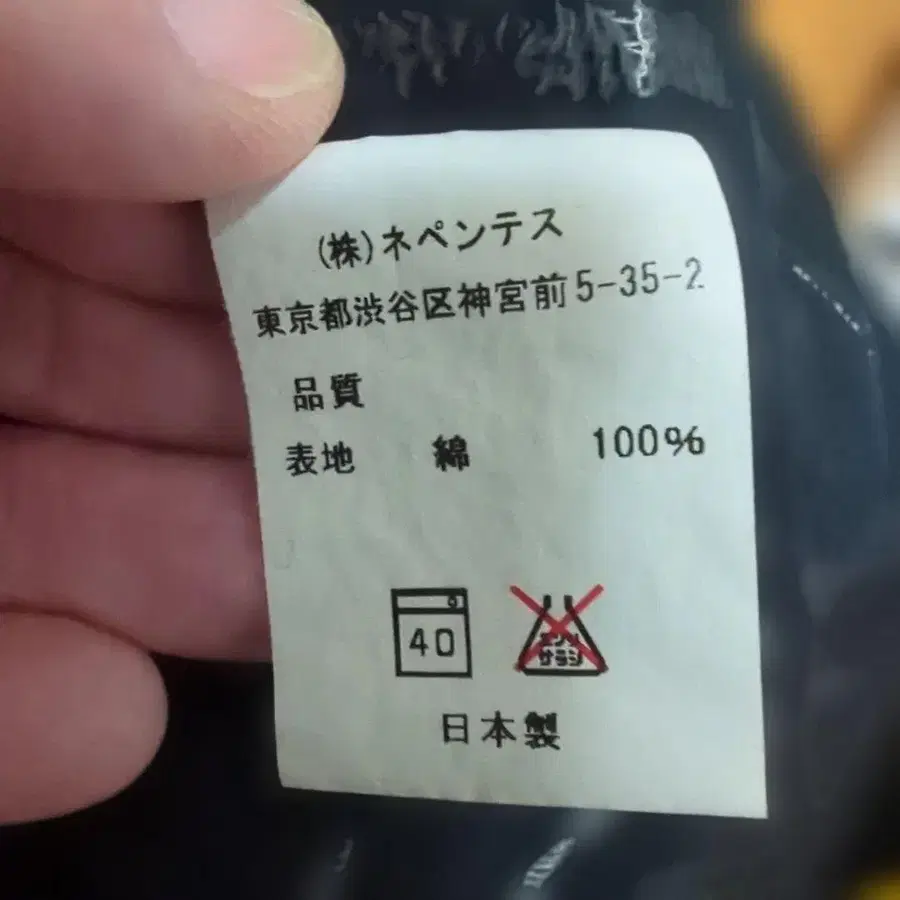 (株)ネペンテス
東京都渋谷区神宮前5-35-2
品質
表地 綿 100%
40
エンソ
サラシ
日本製